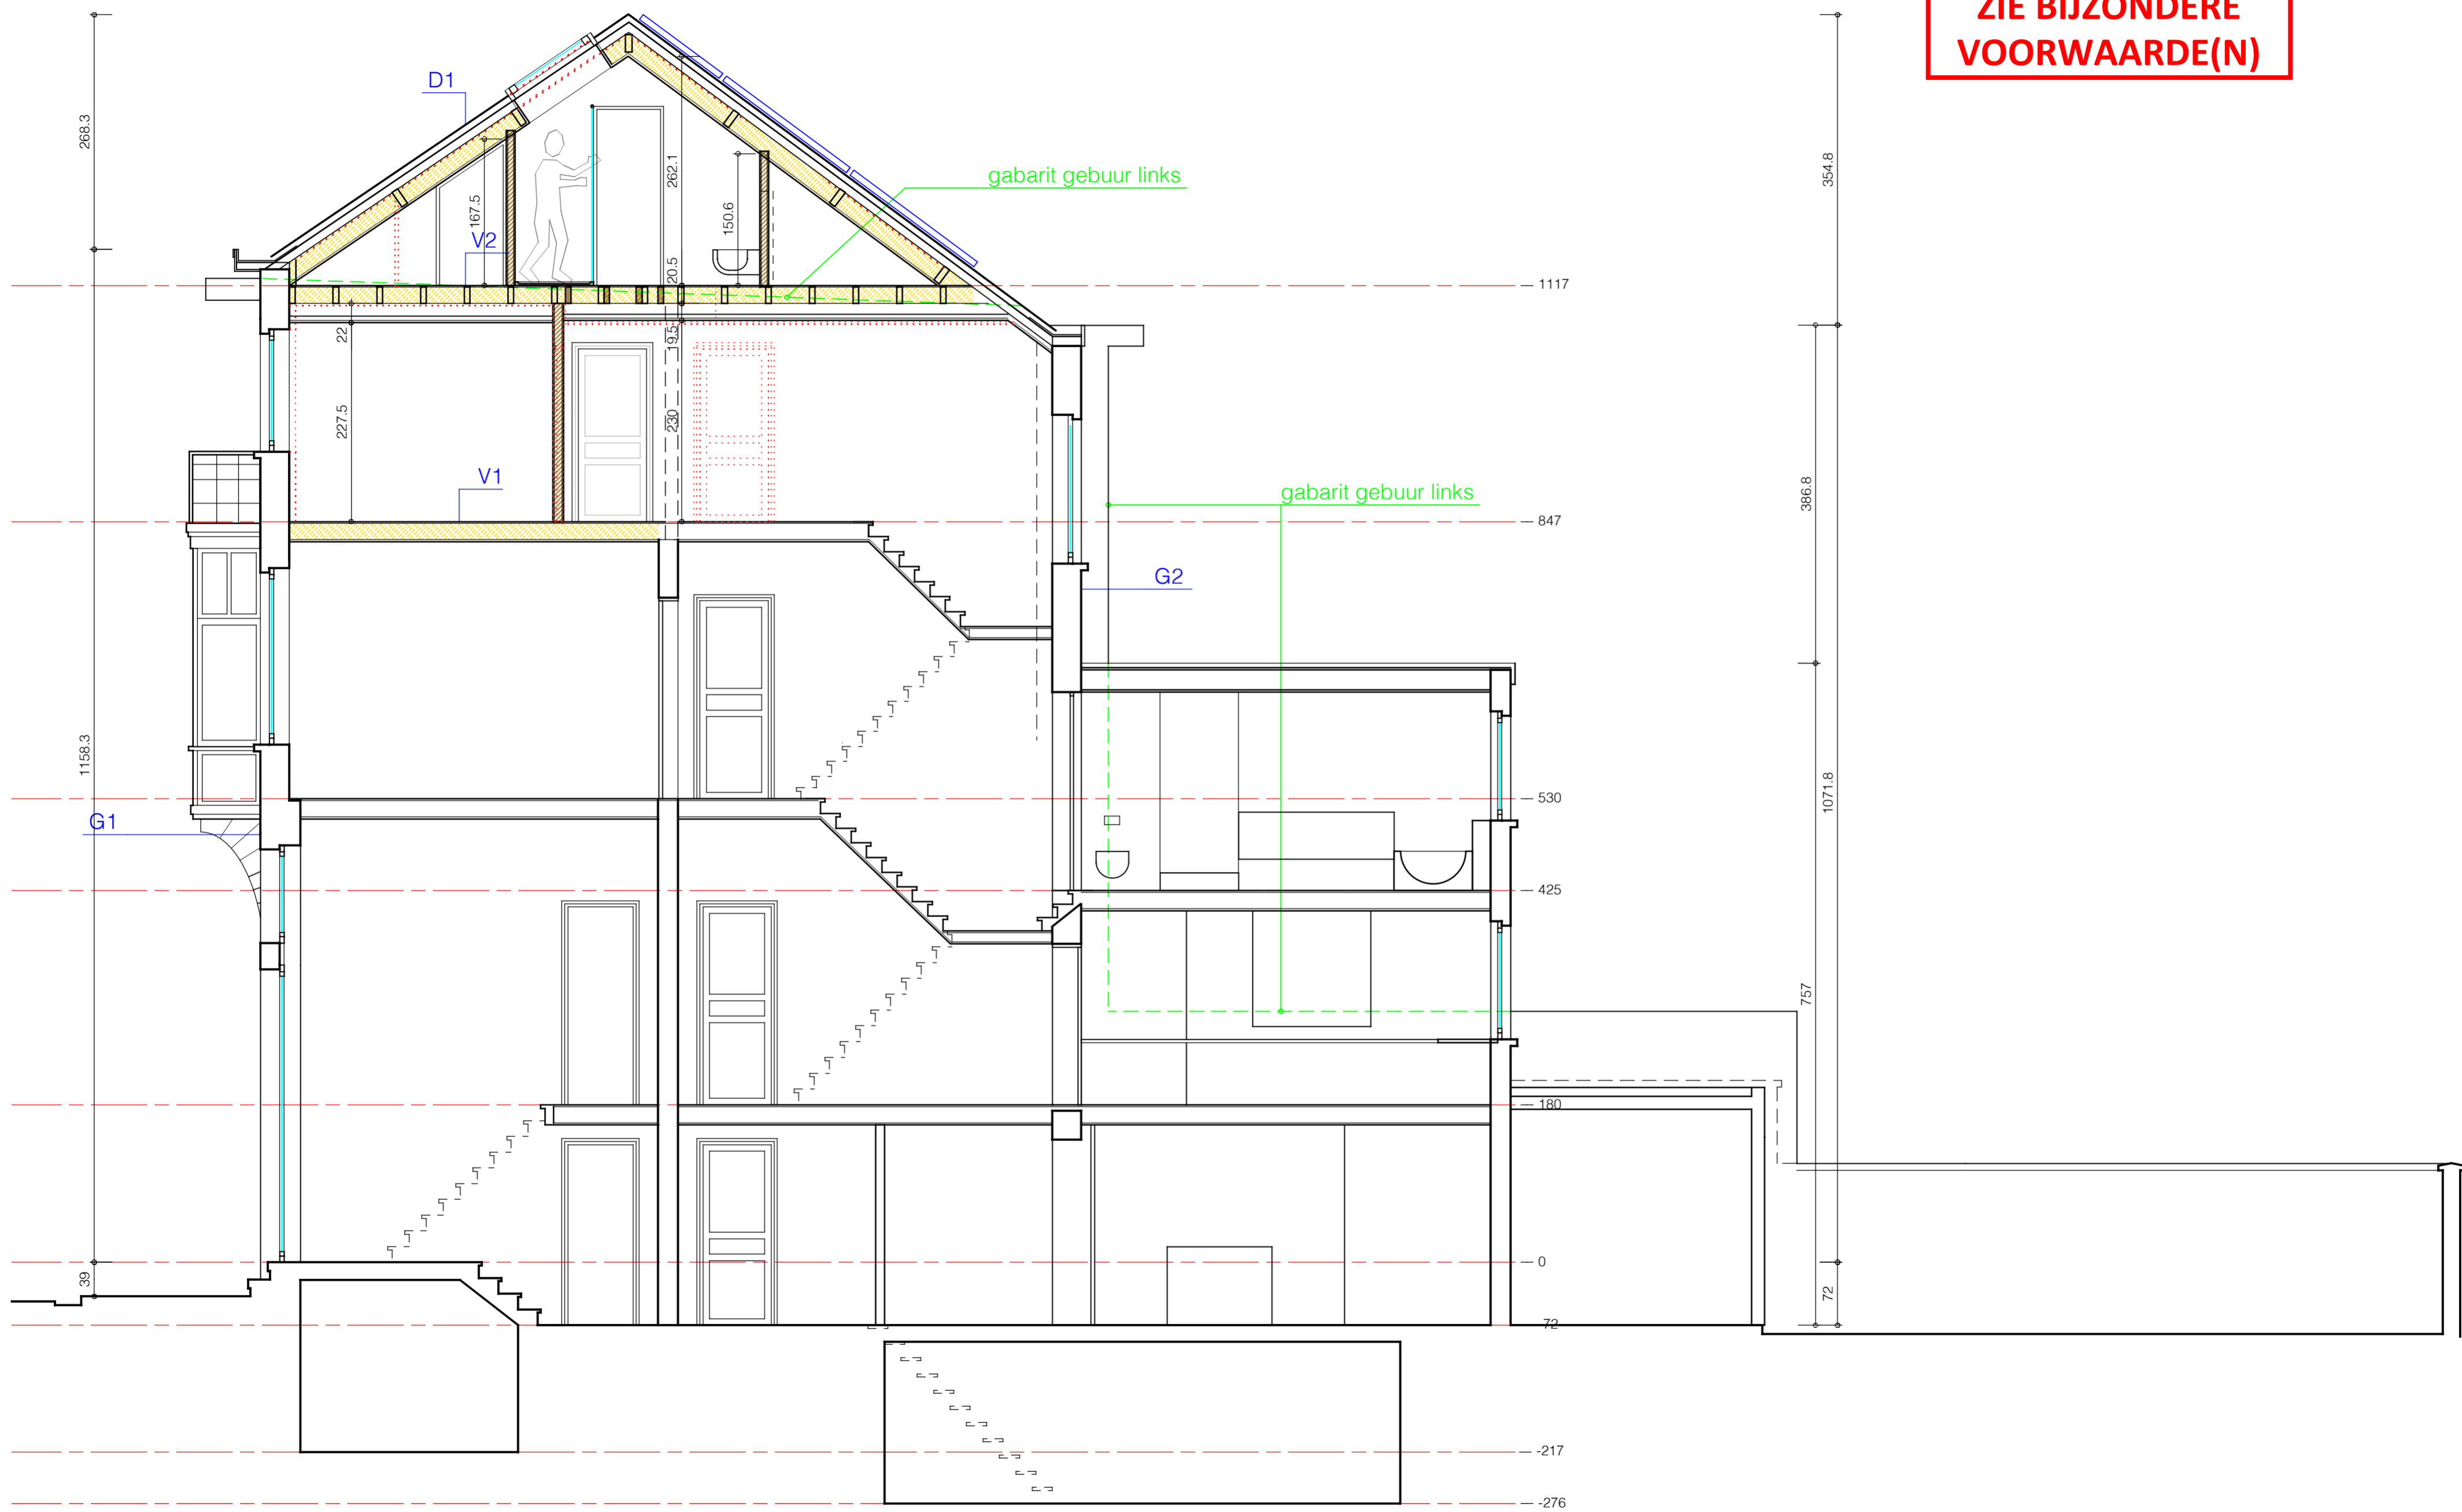 ZIE BIJZONDERE
VOORWAARDE(N)
D1
268.3
262.1
354.8
gabarit gebuur links
167.5
150.6
V2
20.5
1117
22
19.5
227.5
230
V1
gabarit gebuur links
386.8
847
G2
1158.3
1071.8
530
G1
425
757
180
0
39
72
-72
-217
-276